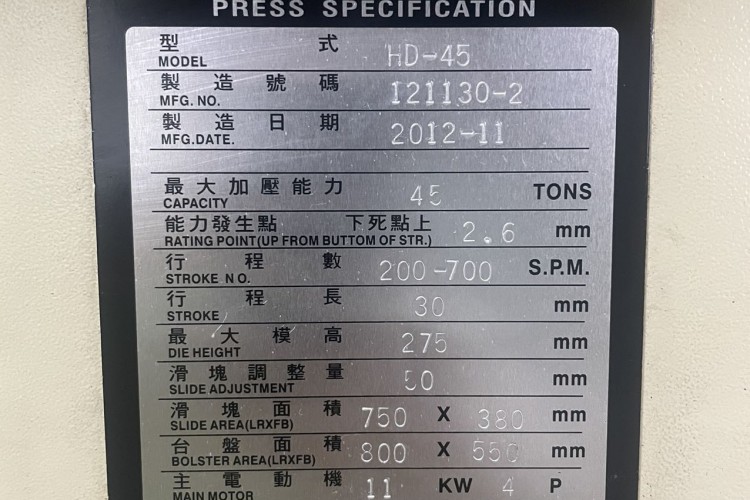 PRESS SPECIFICATION
型式 HD-45
MODEL
製造號碼 I21130-2
MFG. NO.
製造日期 2012-11
MFG.DATE.
最大加壓能力 45 TONS
CAPACITY
能力發生點 下死點上 2.6 mm
RATING POINT(UP FROM BUTTOM OF STR.)
行程數 200-700 S.P.M.
STROKE NO.
行程長 30 mm
STROKE
最大模高 275 mm
DIE HEIGHT
滑塊調整量 50 mm
SLIDE ADJUSTMENT
滑塊面積 750 X 380 mm
SLIDE AREA(LRXFB)
台盤面積 800 X 550 mm
BOLSTER AREA(LRXFB)
主電動機 11 KW 4 P
MAIN MOTOR